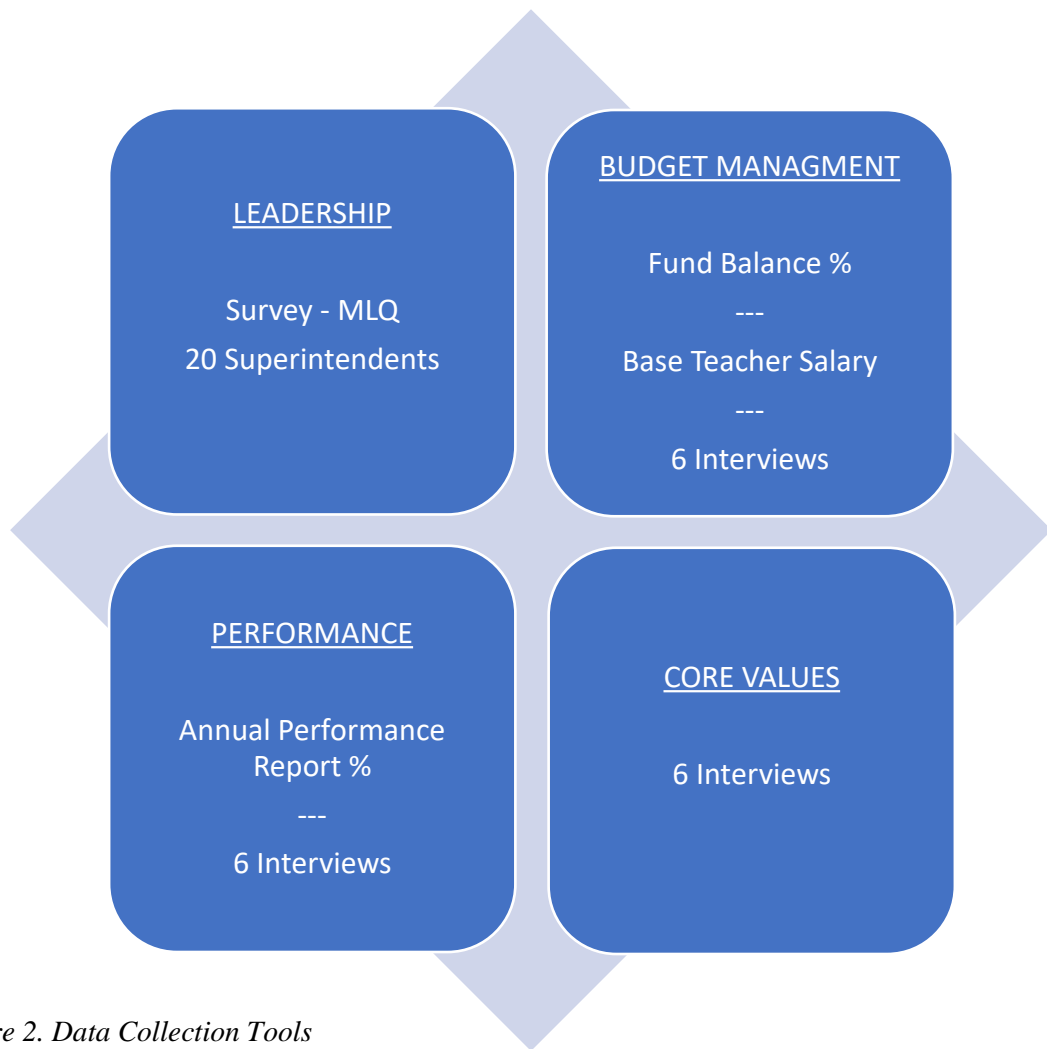 LEADERSHIP
Survey - MLQ
20 Superintendents
BUDGET MANAGMENT
Fund Balance %
---
Base Teacher Salary
---
6 Interviews
PERFORMANCE
Annual Performance
Report %
---
6 Interviews
CORE VALUES
6 Interviews
re 2. Data Collection Tools